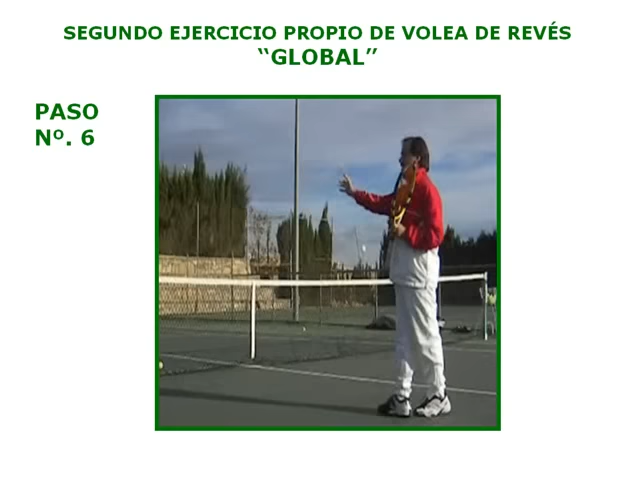 SEGUNDO EJERCICIO PROPIO DE VOLEA DE REVÉS
“GLOBAL”
PASO
Nº. 6